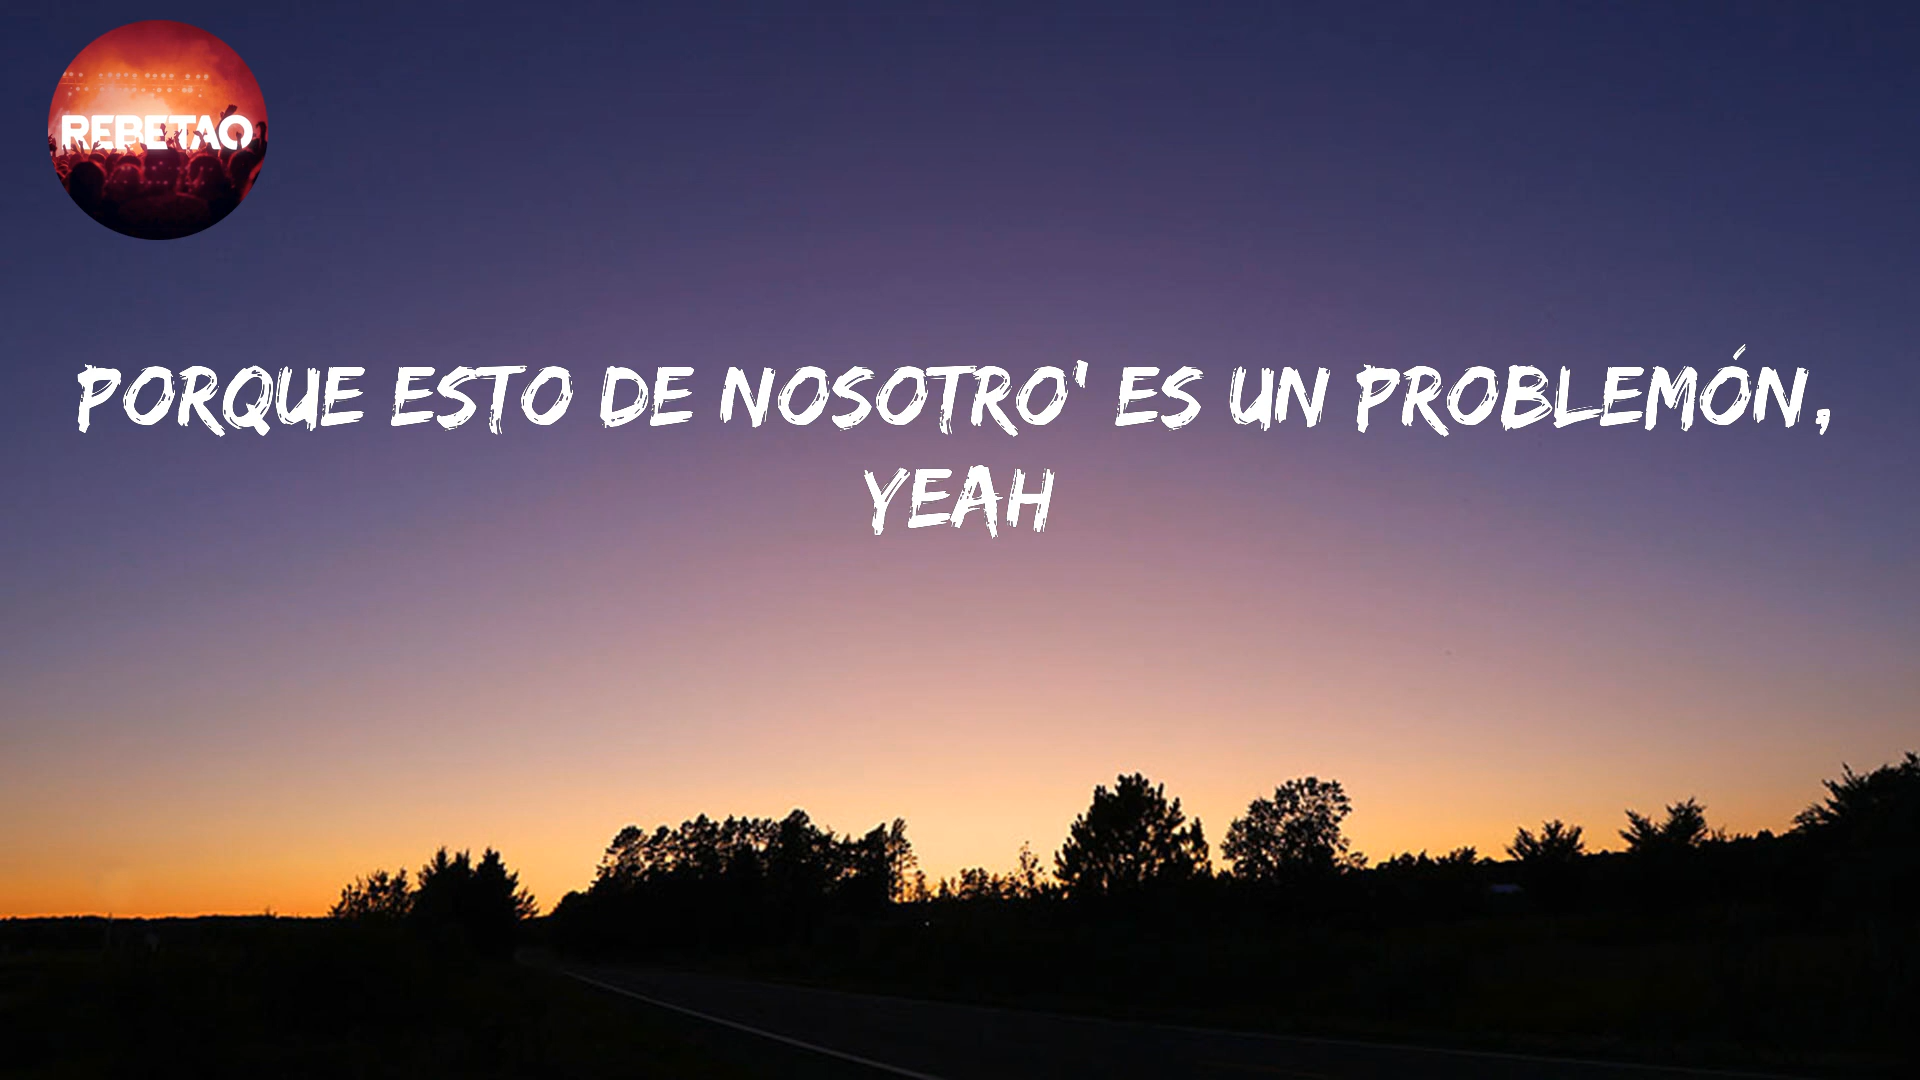 REBETAO
PORQUE ESTO DE NOSOTRO' ES UN PROBLEMÓN,
YEAH